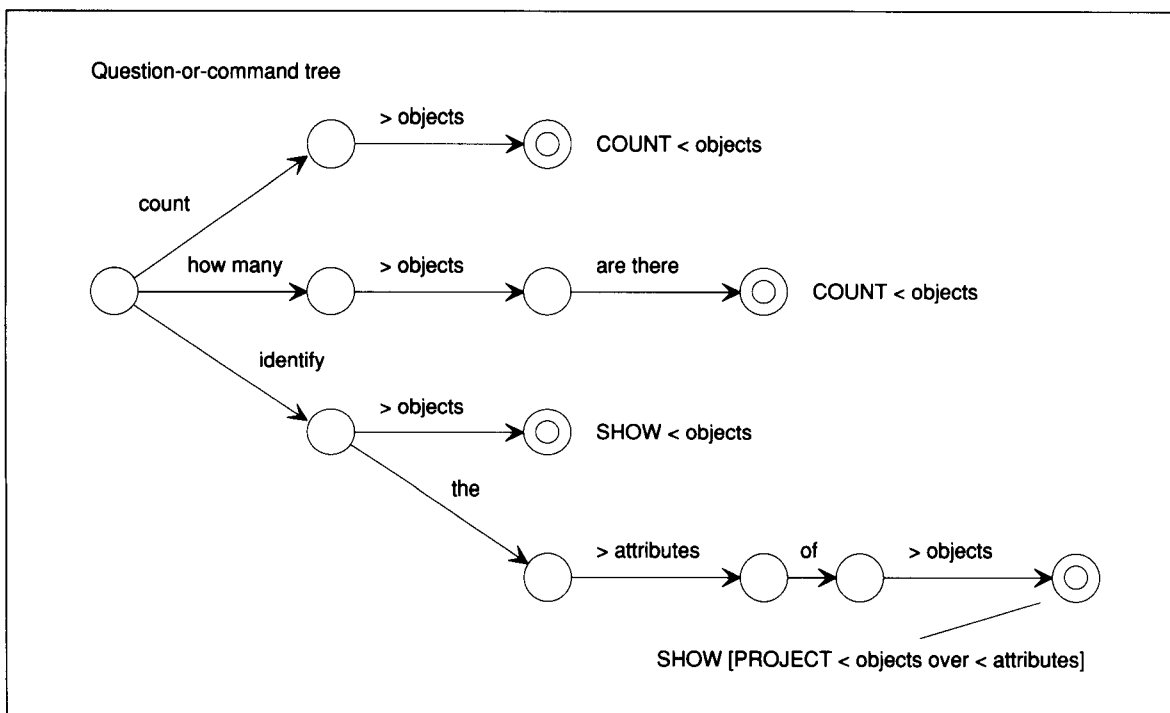 Question-or-command tree
> objects
COUNT < objects
count
how many
> objects
are there
COUNT < objects
identify
> objects
SHOW < objects
the
> attributes
of
> objects
SHOW [PROJECT < objects over < attributes]